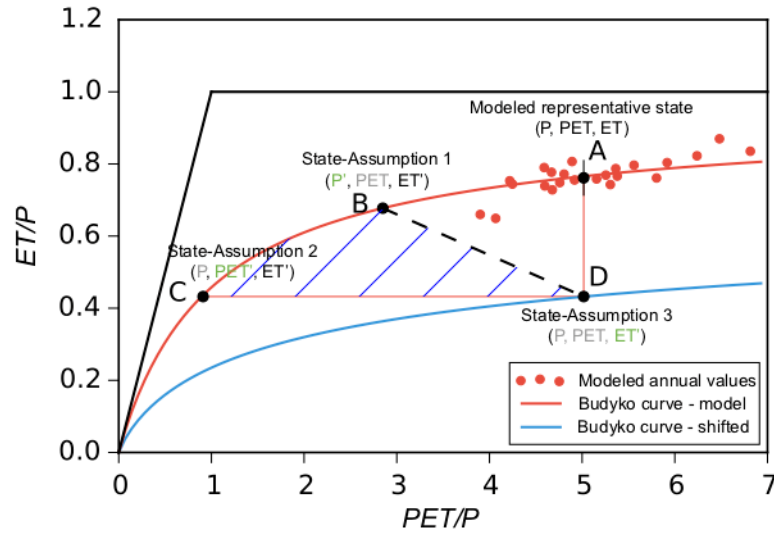 1.2
1.0
0.8
0.6
0.4
0.2
0.0
ET/P
Modeled representative state
(P, PET, ET)
A
State-Assumption 1
(P', PET, ET')
B
State-Assumption 2
(P, PET', ET')
C
D
State-Assumption 3
(P, PET, ET')
Modeled annual values
Budyko curve - model
Budyko curve - shifted
0 1 2 3 4 5 6 7
PET/P